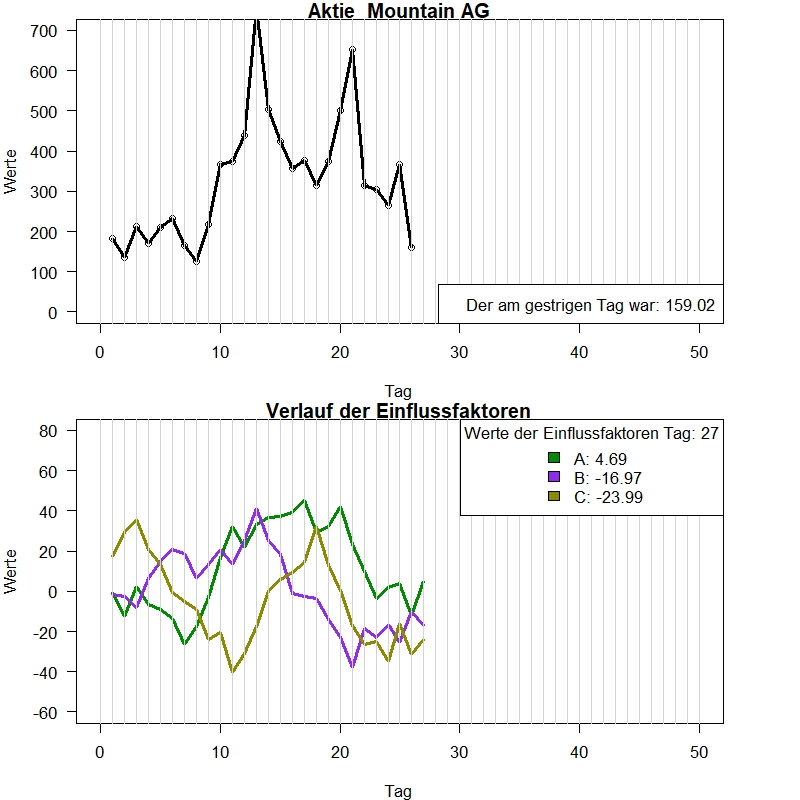 Aktie  Mountain AG
Werte
700
600
500
400
300
200
100
0
Der am gestrigen Tag war: 159.02
0 10 20 30 40 50
Tag
Verlauf der Einflussfaktoren
Werte
80
60
40
20
0
-20
-40
-60
Werte der Einflussfaktoren Tag: 27
A: 4.69
B: -16.97
C: -23.99
0 10 20 30 40 50
Tag